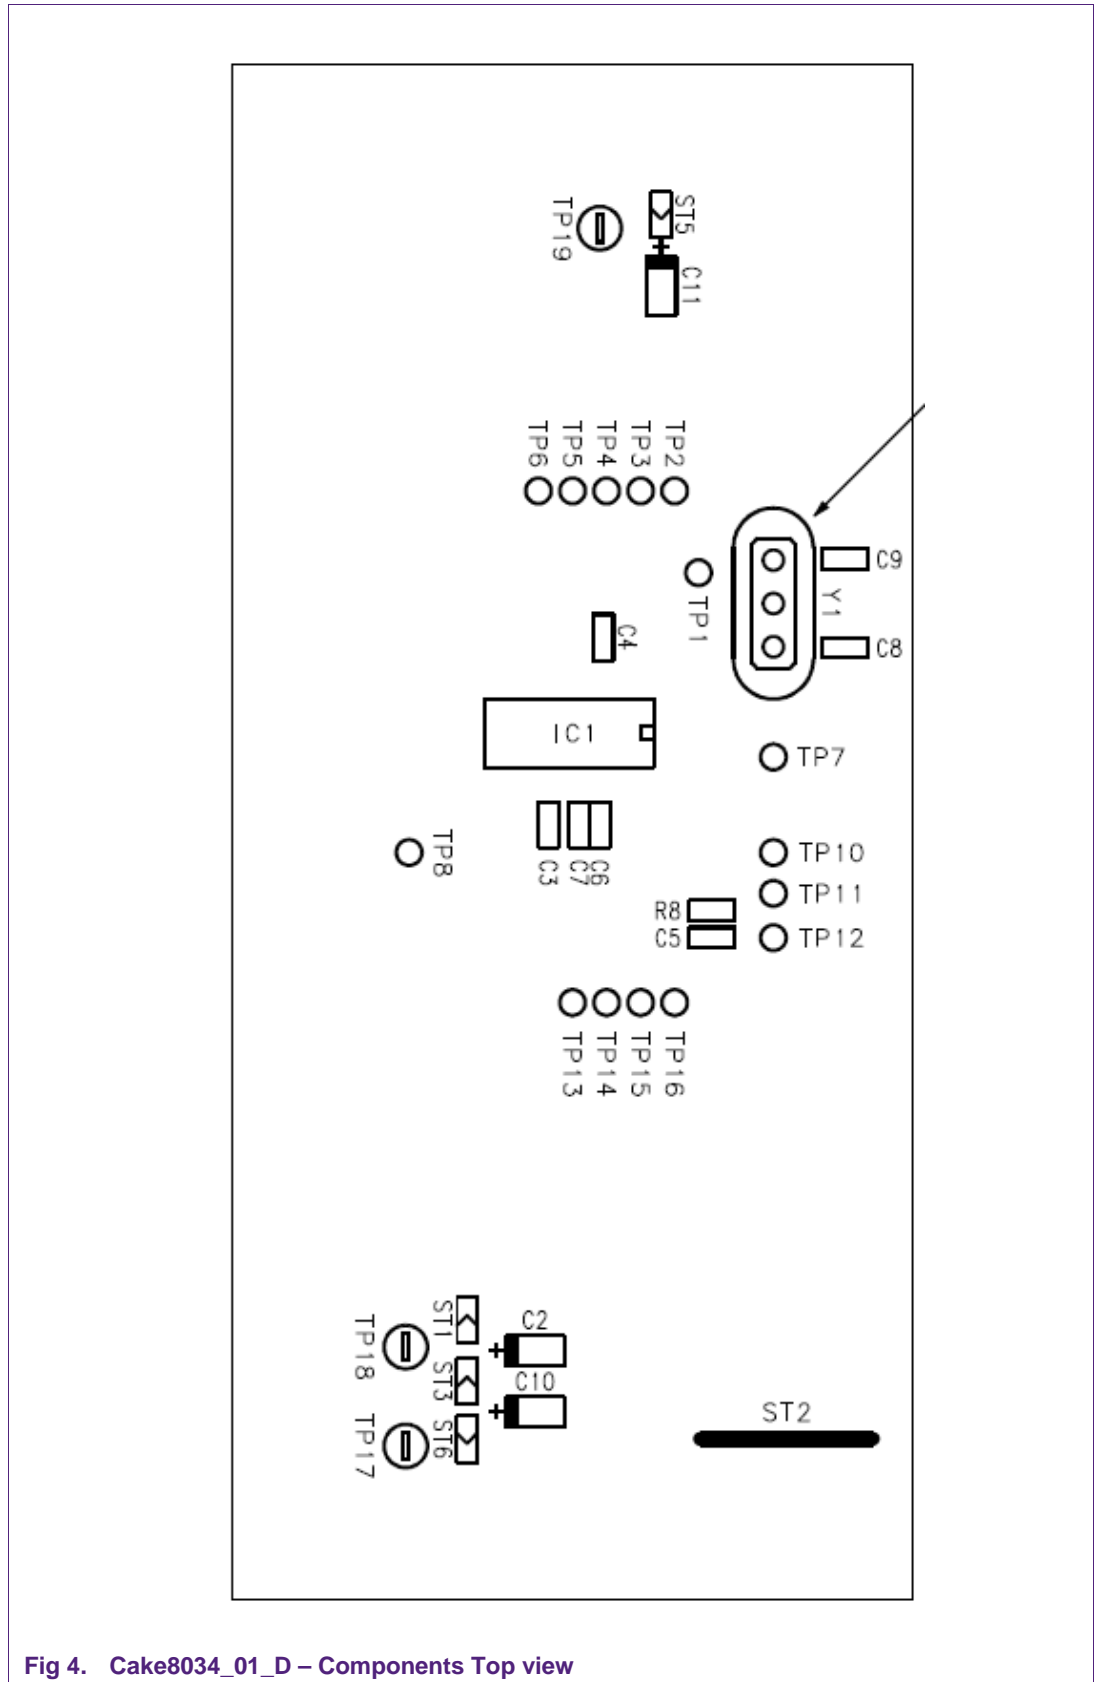 TP19
ST5
C11
TP6
TP5
TP4
TP3
TP2
C9
TP1
Y1
C4
C8
IC1
TP7
TP8
C3
C7
C6
TP10
TP11
R8
C5
TP12
TP13
TP14
TP15
TP16
ST1
C2
TP18
ST3
C10
TP17
ST6
ST2
Fig 4. Cake8034_01_D – Components Top view